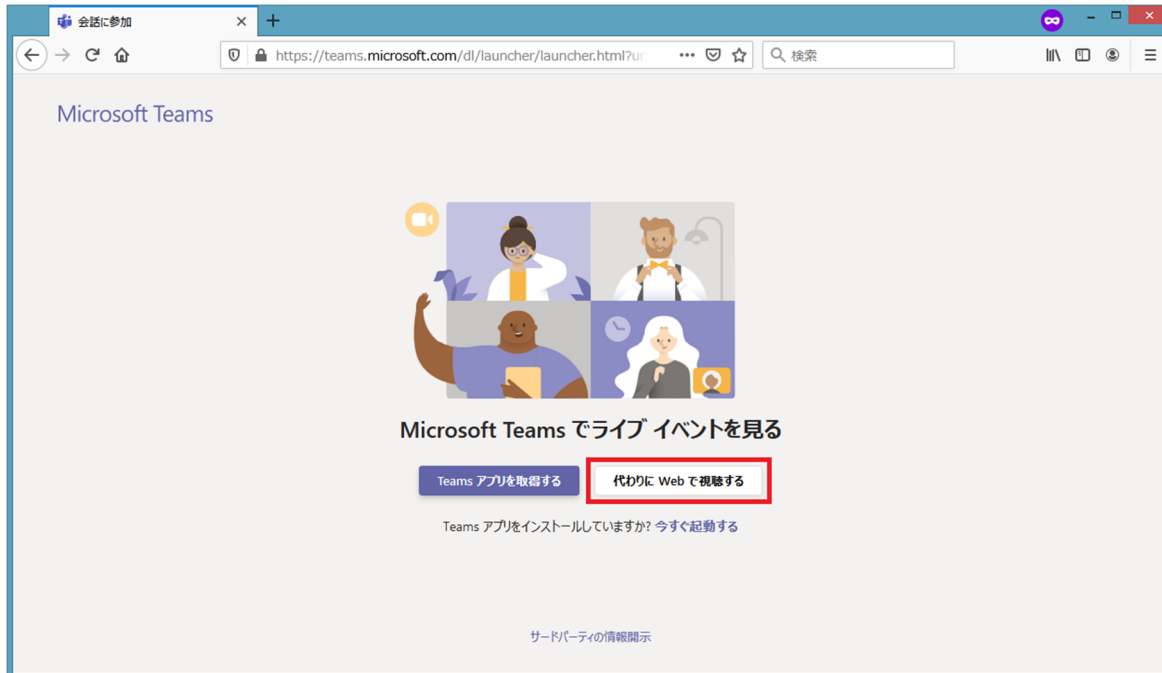 会話に参加
https://teams.microsoft.com/dl/launcher/launcher.html?ur
検索
Microsoft Teams
Microsoft Teams でライブ イベントを見る
Teams アプリを取得する
代わりに Web で視聴する
Teams アプリをインストールしていますか? 今すぐ起動する
サードパーティの情報開示